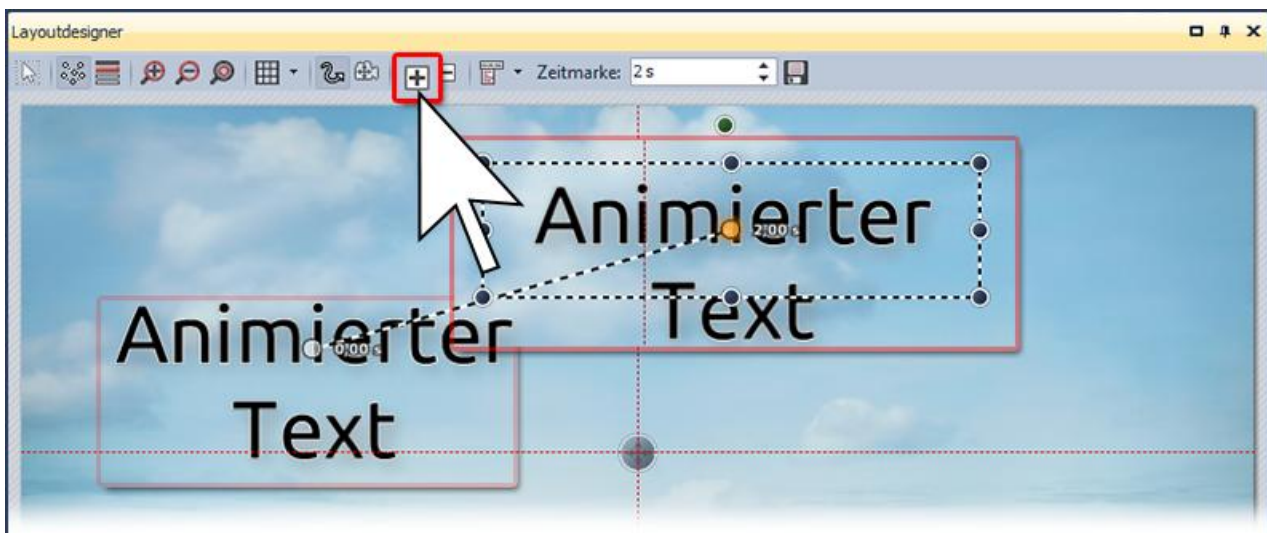 Layoutdesigner
Zeitmarke: 2 s
Animierter
2,00 s
Text
Animierter
0,00 s
Text